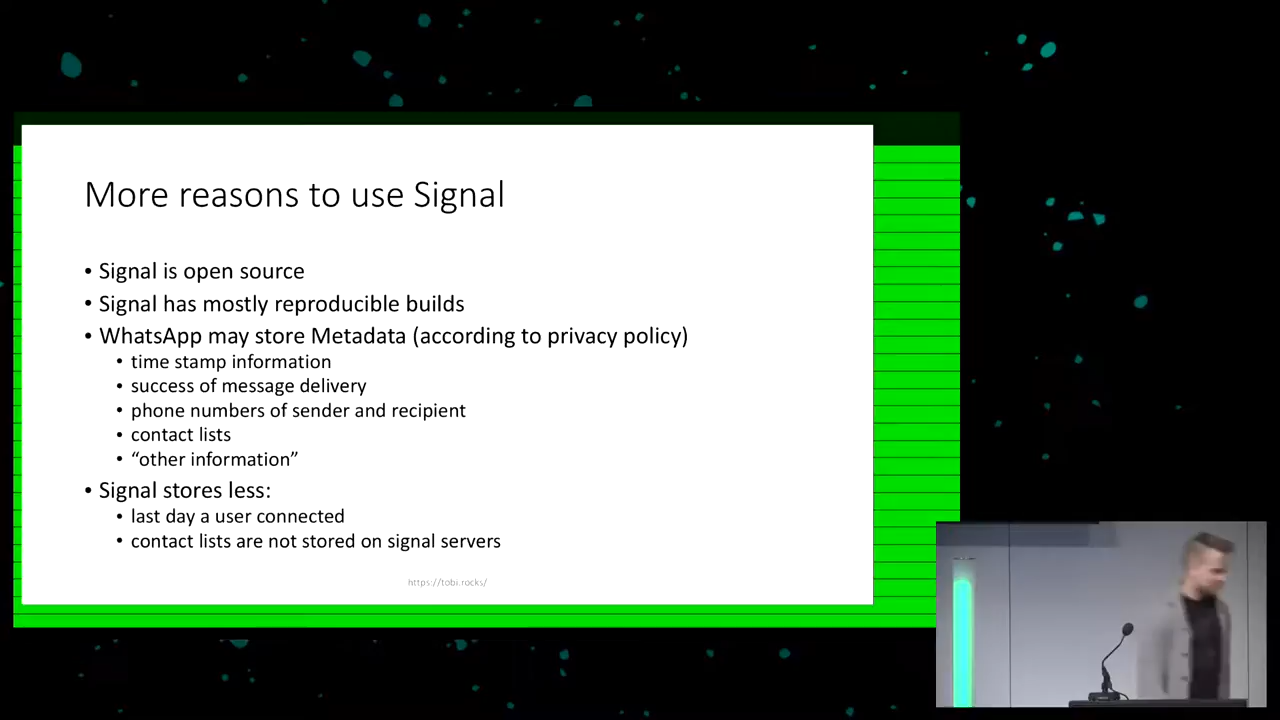 More reasons to use Signal
• Signal is open source
• Signal has mostly reproducible builds
• WhatsApp may store Metadata (according to privacy policy)
• time stamp information
• success of message delivery
• phone numbers of sender and recipient
• contact lists
• “other information”
• Signal stores less:
• last day a user connected
• contact lists are not stored on signal servers
https://tobi.rocks/